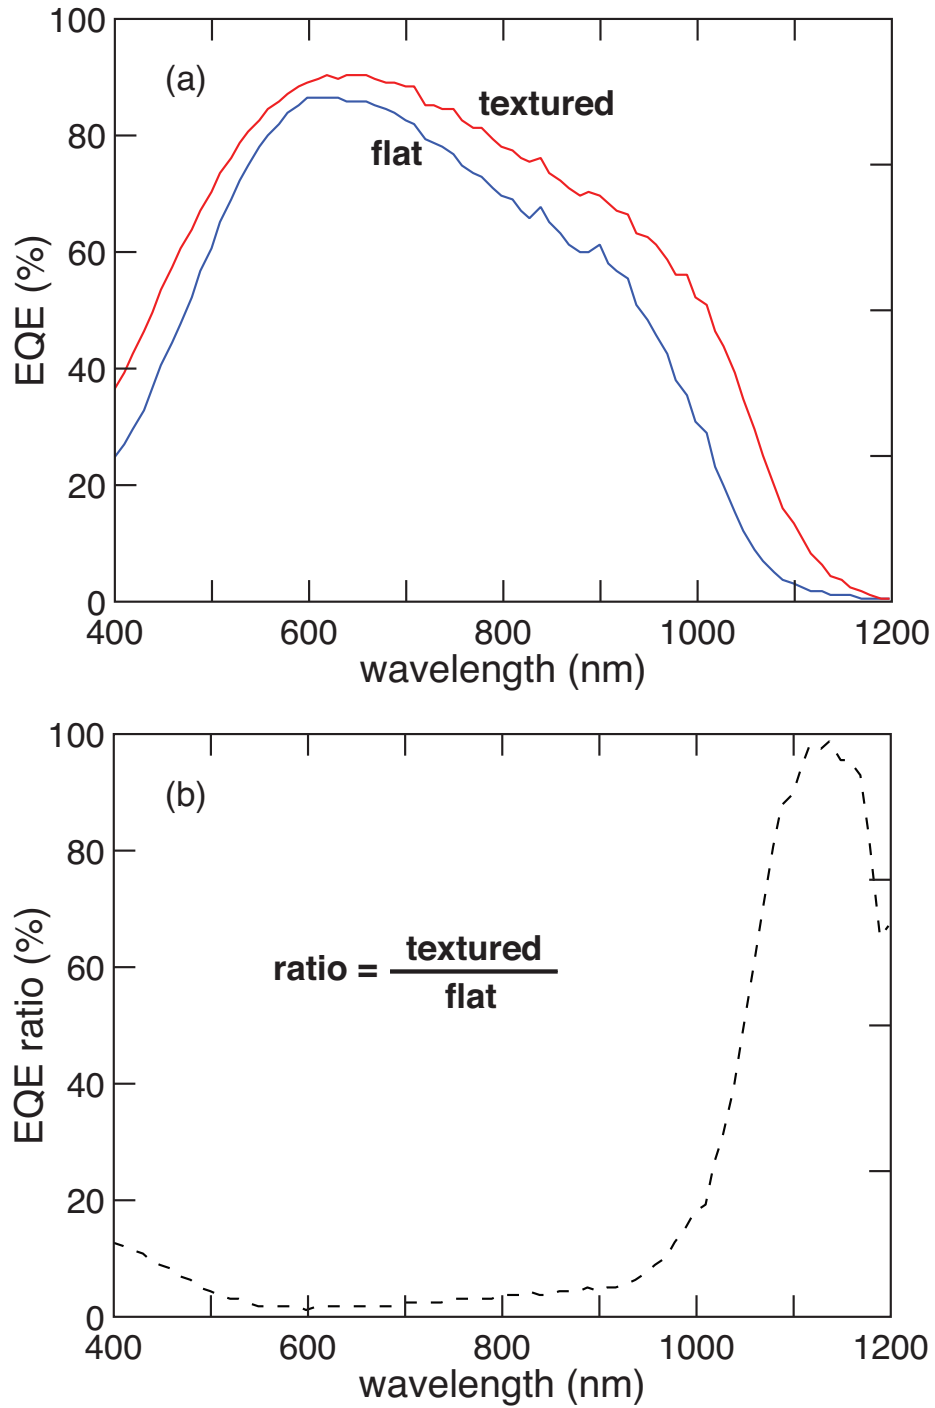 100
(a)
textured
flat
80
60
40
20
0
EQE (%)
400 600 800 1000 1200
wavelength (nm)
100
(b)
80
60
40
20
0
EQE ratio (%)
ratio = textured
flat
400 600 800 1000 1200
wavelength (nm)